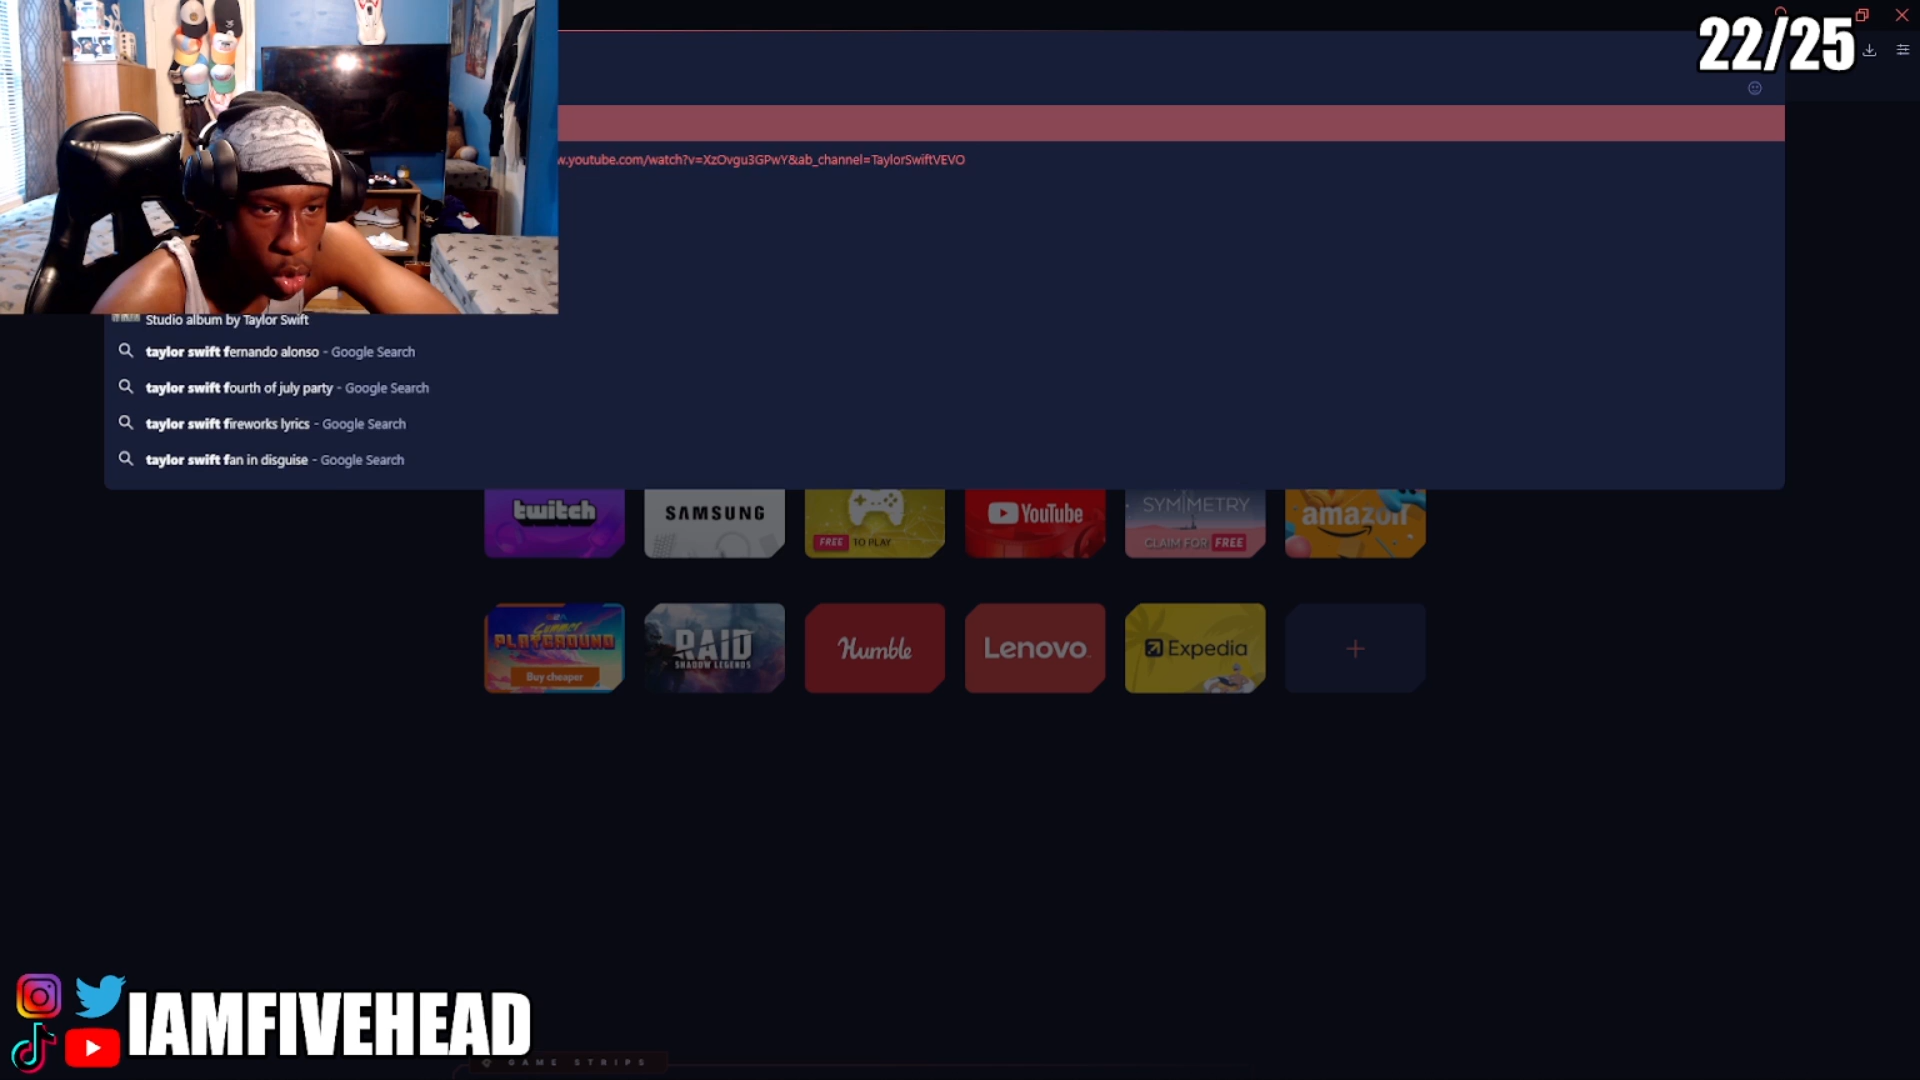 22/25
w.youtube.com/watch?v=XzOvgu3GPwY&ab_channel=TaylorSwiftVEVO
Studio album by Taylor Swift
taylor swift fernando alonso - Google Search
taylor swift fourth of july party - Google Search
taylor swift fireworks lyrics - Google Search
taylor swift fan in disguise - Google Search
twitch
SAMSUNG
FREE TO PLAY
YouTube
SYMMETRY
CLAIM FOR FREE
amazon
Summer
PLAYGROUND
Buy cheaper
RAID
SHADOW LEGENDS
Humble
Lenovo
Expedia
IAMFIVEHEAD
GAME STRIPS